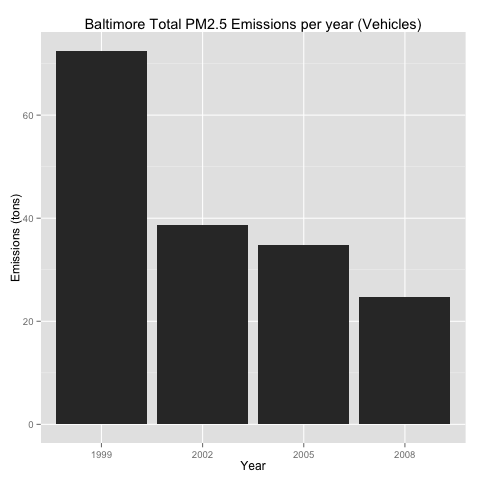 Baltimore Total PM2.5 Emissions per year (Vehicles)
60
40
20
0
Emissions (tons)
1999 2002 2005 2008
Year